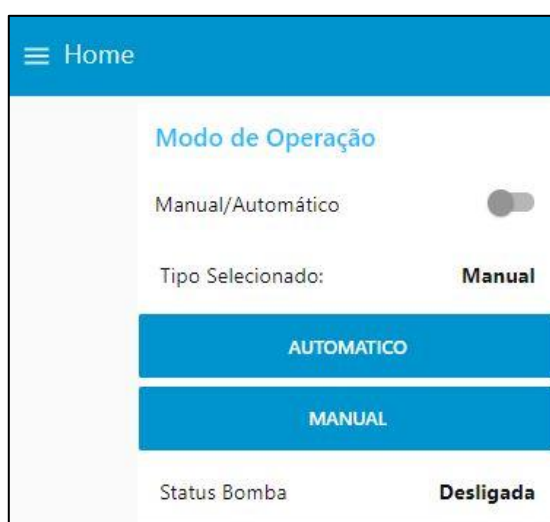 Home
Modo de Operação
Manual/Automático
Tipo Selecionado: Manual
AUTOMATICO
MANUAL
Status Bomba Desligada